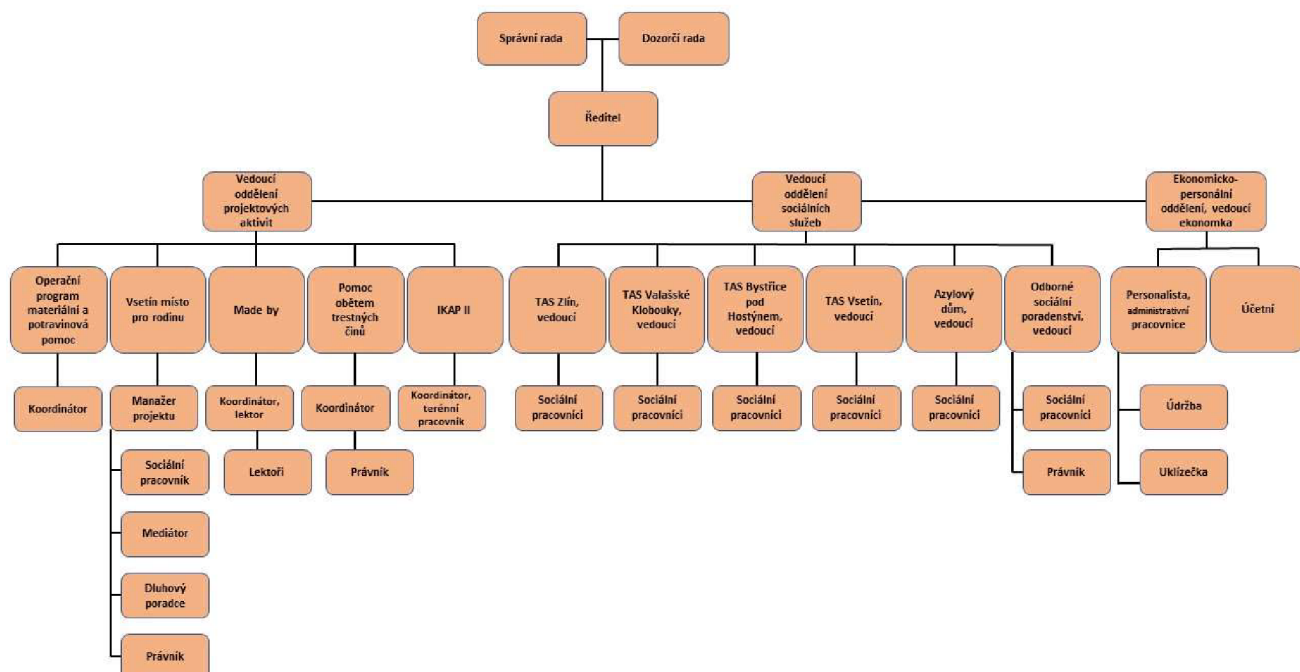 Správní rada
Dozorčí rada
Ředitel
Vedoucí
oddělení
projektových
aktivit
Vedoucí
oddělení
sociálních
služeb
Ekonomicko-
personální
oddělení, vedoucí
ekonomka
Operační
program
materiální a
potravinová
pomoc
Vsetín místo
pro rodinu
Made by
Pomoc
obětem
trestných
činů
IKAP II
TAS Zlín,
vedoucí
TAS Valašské
Klobouky,
vedoucí
TAS Bystřice
pod
Hostýnem,
vedoucí
TAS Vsetín,
vedoucí
Azylový
dům,
vedoucí
Odborné
sociální
poradenství,
vedoucí
Personalista,
administrativní
pracovnice
Účetní
Koordinátor
Manažer
projektu
Koordinátor,
lektor
Koordinátor
Koordinátor,
terénní
pracovník
Sociální
pracovníci
Sociální
pracovníci
Sociální
pracovníci
Sociální
pracovníci
Sociální
pracovníci
Sociální
pracovníci
Údržba
Sociální
pracovník
Lektoři
Právník
Právník
Uklízečka
Mediátor
Dluhový
poradce
Právník